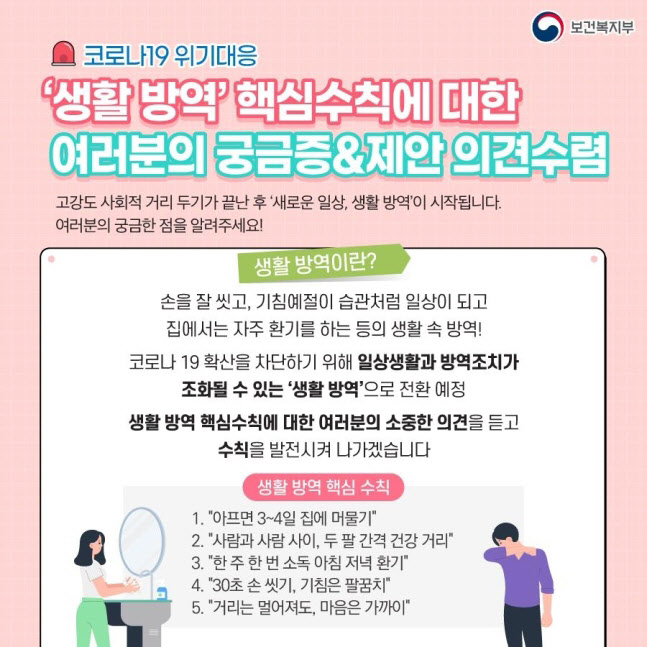 보건복지부
코로나19 위기대응
'생활 방역' 핵심수칙에 대한
여러분의 궁금증&제안 의견수렴
고강도 사회적 거리 두기가 끝난 후 '새로운 일상, 생활 방역'이 시작됩니다.
여러분의 궁금한 점을 알려주세요!
생활 방역이란?
손을 잘 씻고, 기침예절이 습관처럼 일상이 되고
집에서는 자주 환기를 하는 등의 생활 속 방역!
코로나 19 확산을 차단하기 위해 일상생활과 방역조치가
조화될 수 있는 '생활 방역'으로 전환 예정
생활 방역 핵심수칙에 대한 여러분의 소중한 의견을 듣고
수칙을 발전시켜 나가겠습니다
생활 방역 핵심 수칙
1. "아프면 3~4일 집에 머물기"
2. "사람과 사람 사이, 두 팔 간격 건강 거리"
3. "한 주 한 번 소독 아침 저녁 환기"
4. "30초 손 씻기, 기침은 팔꿈치"
5. "거리는 멀어져도, 마음은 가까이"